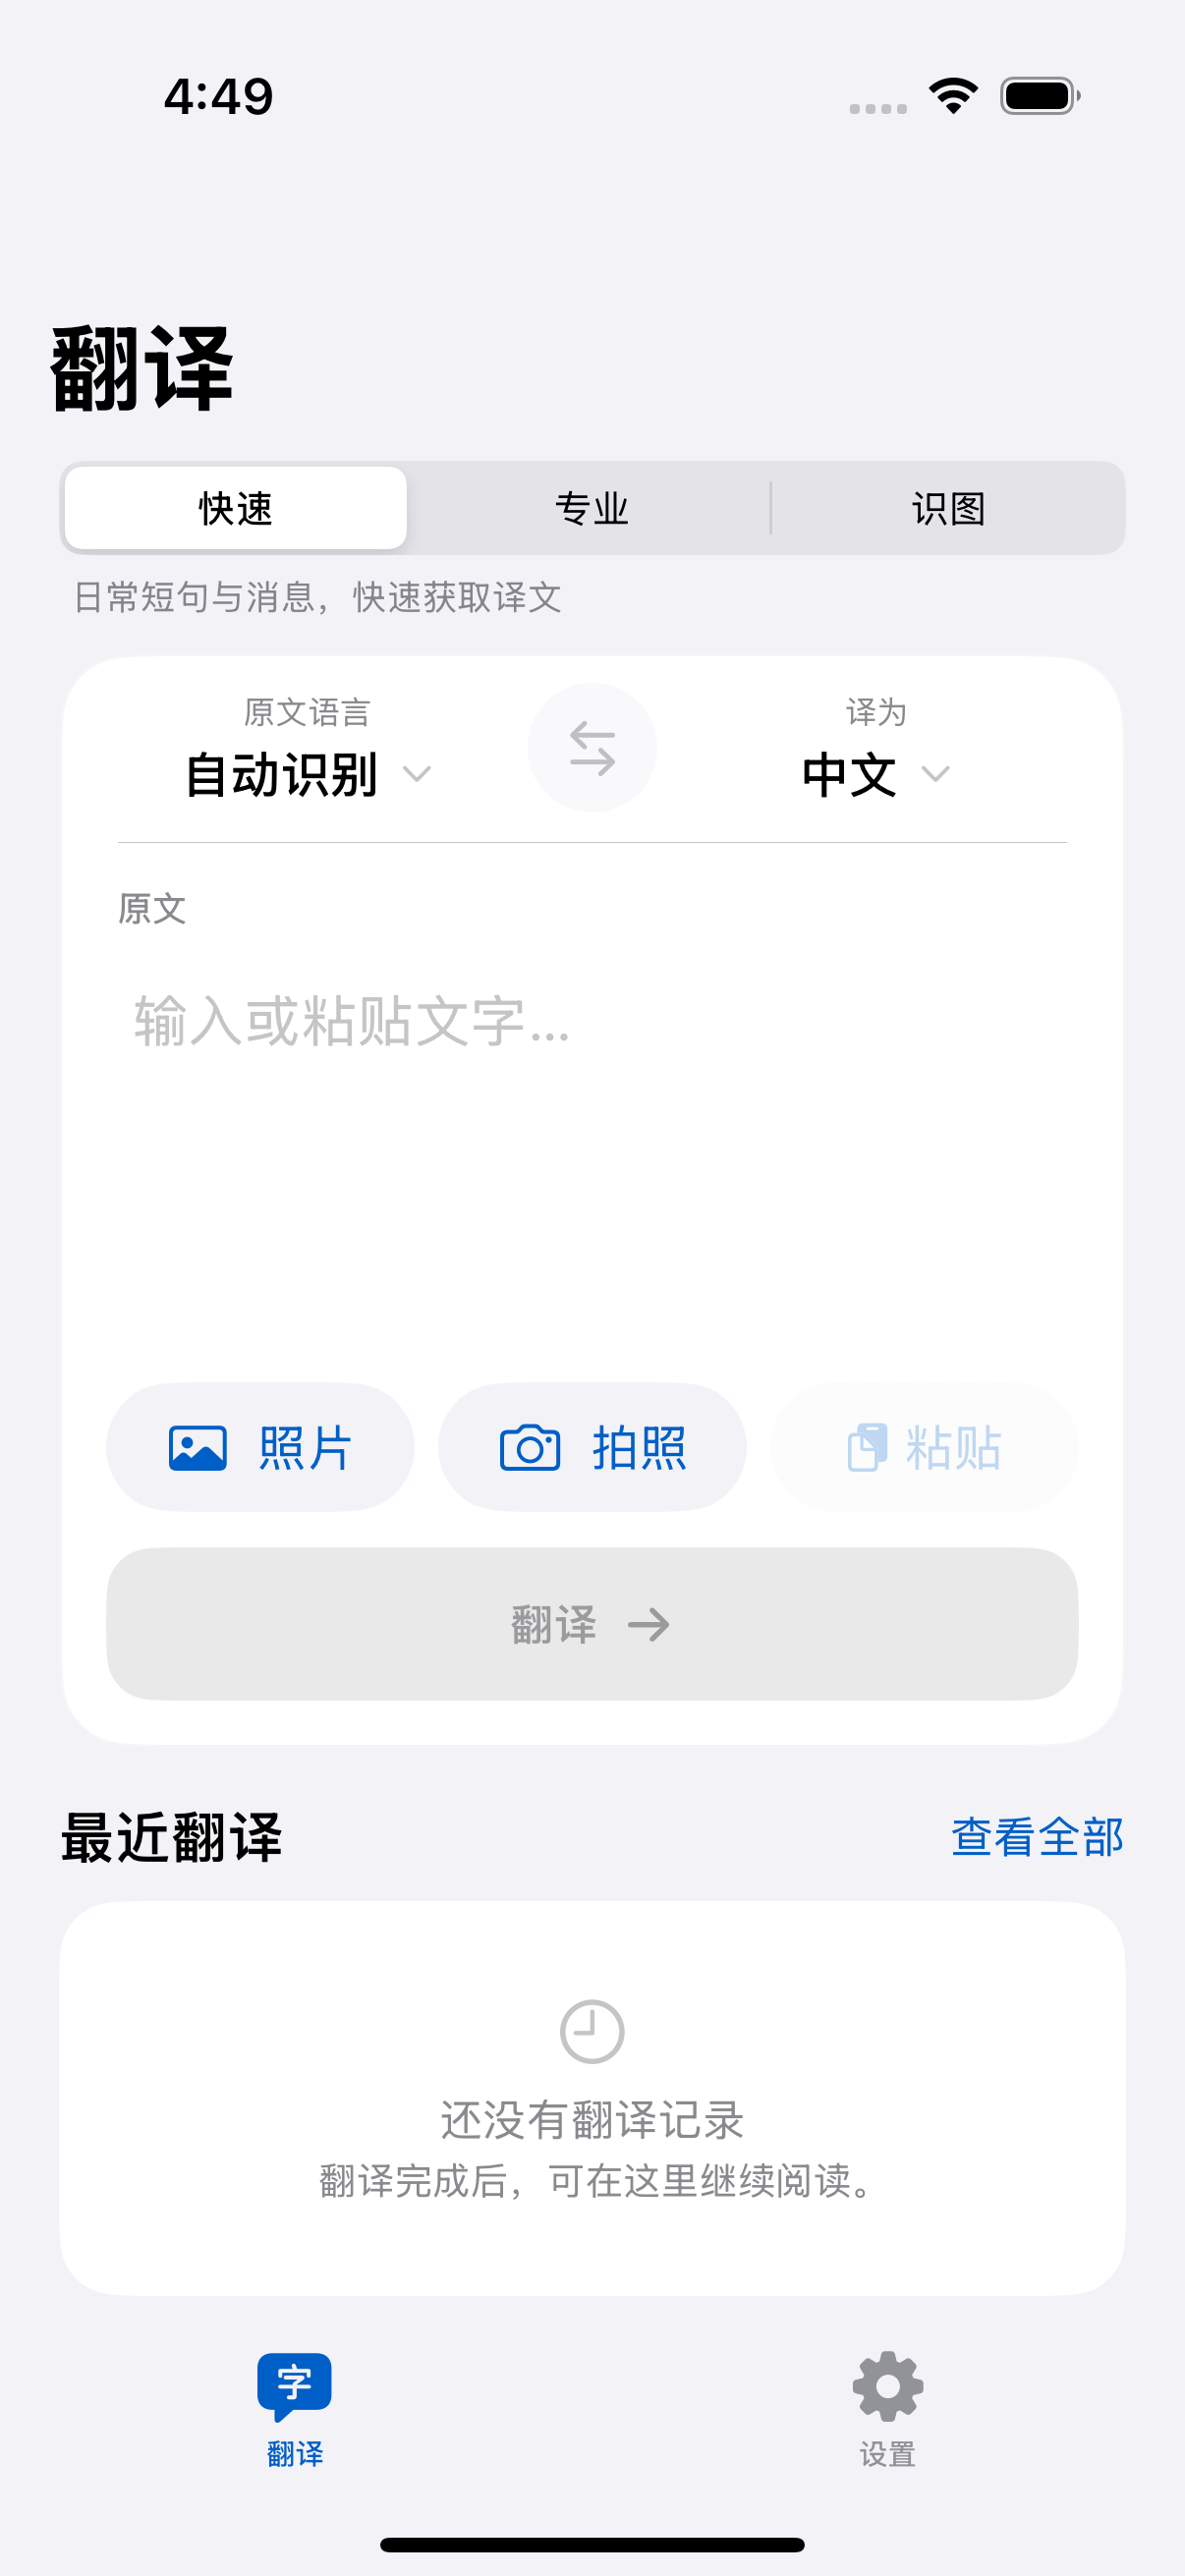 4:49
翻译
快速 专业 识图
日常短句与消息，快速获取译文
原文语言 译为
自动识别 中文
原文
输入或粘贴文字...
照片 拍照 粘贴
翻译
最近翻译 查看全部
还没有翻译记录
翻译完成后，可在这里继续阅读。
字
翻译 设置